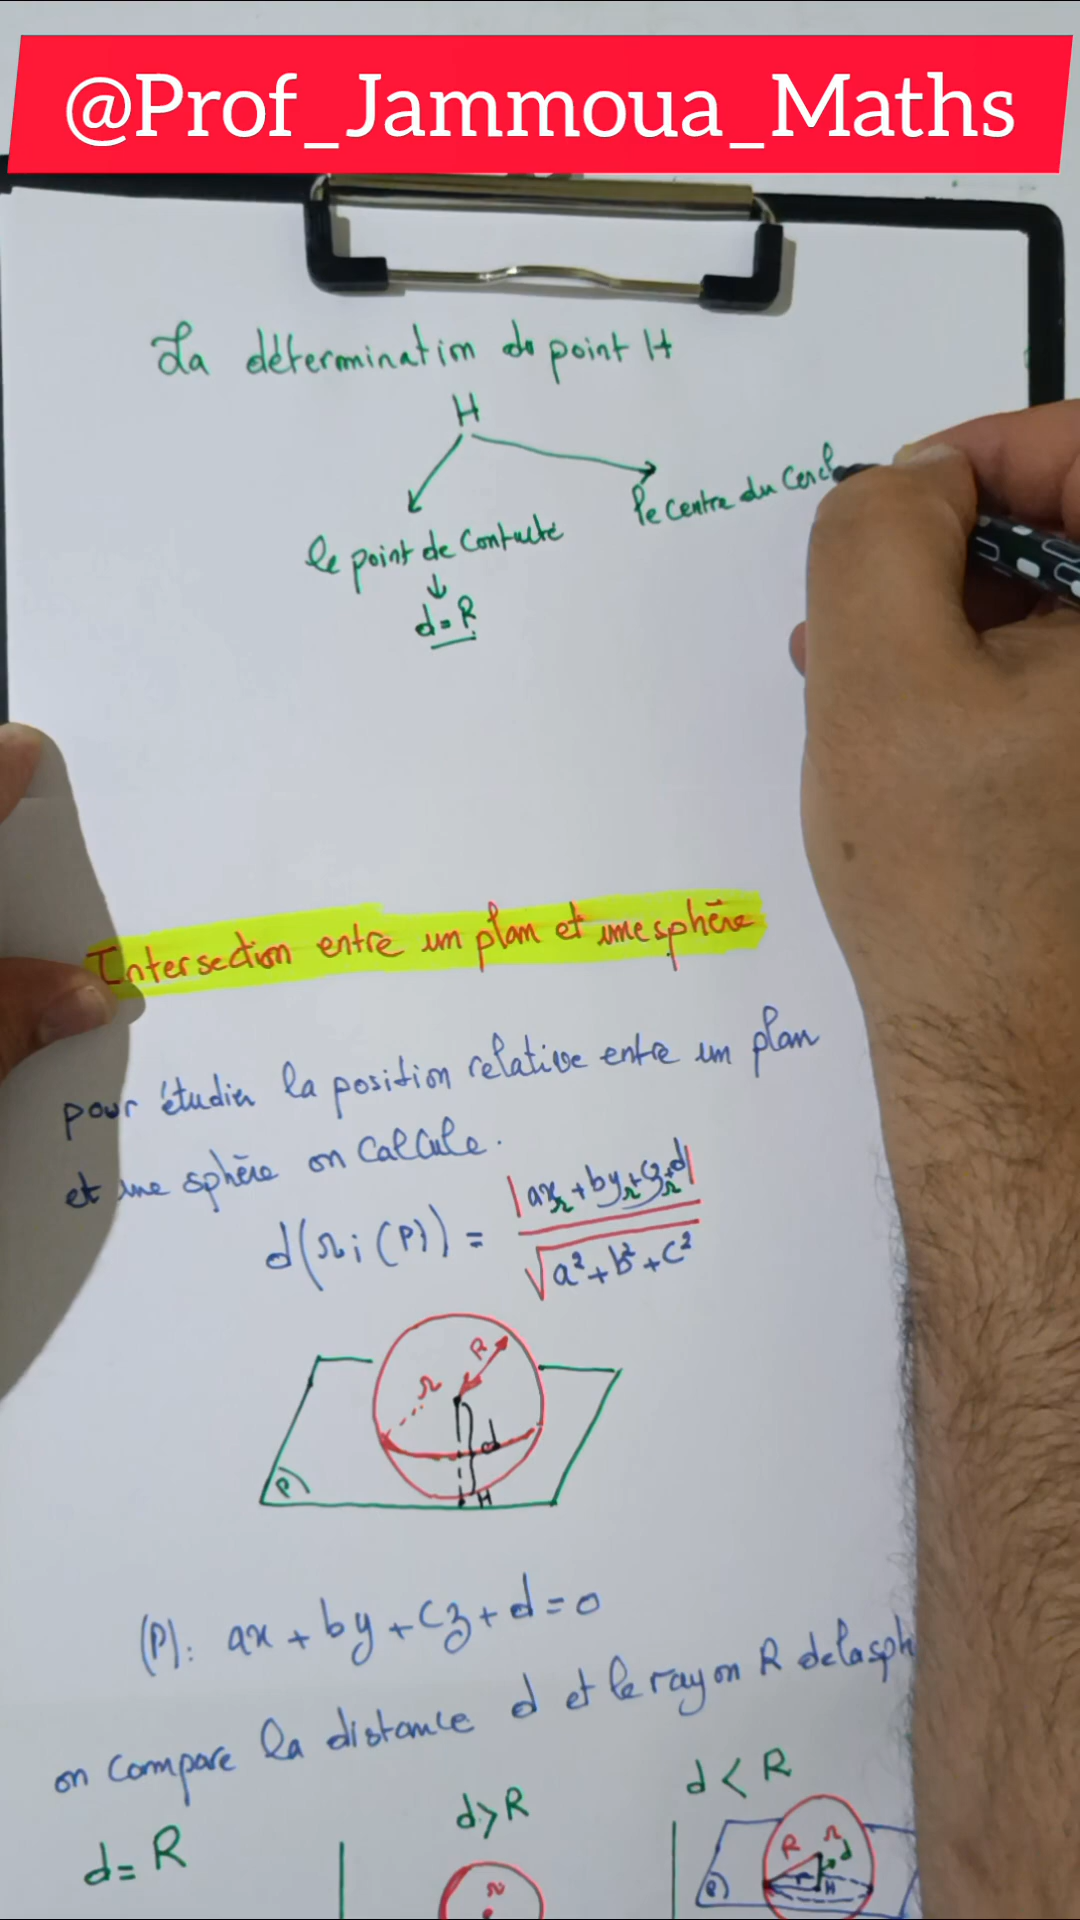 @Prof_Jammoua_Maths
La détermination do point H
H
le point de Contacte
le centre du Cercl
d = R
Intersection entre un plan et une sphère
pour étudier la position relative entre un plan
et une sphère on calcule.
d(Ω; (P)) = |axΩ + byΩ + czΩ + d| / √a² + b² + c²
R
Ω
d
(P)
H
(P): ax + by + cz + d = 0
on compare la distance d et le rayon R de la sph
d = R
d > R
d < R
Ω
R Ω
d
r
H
(P)